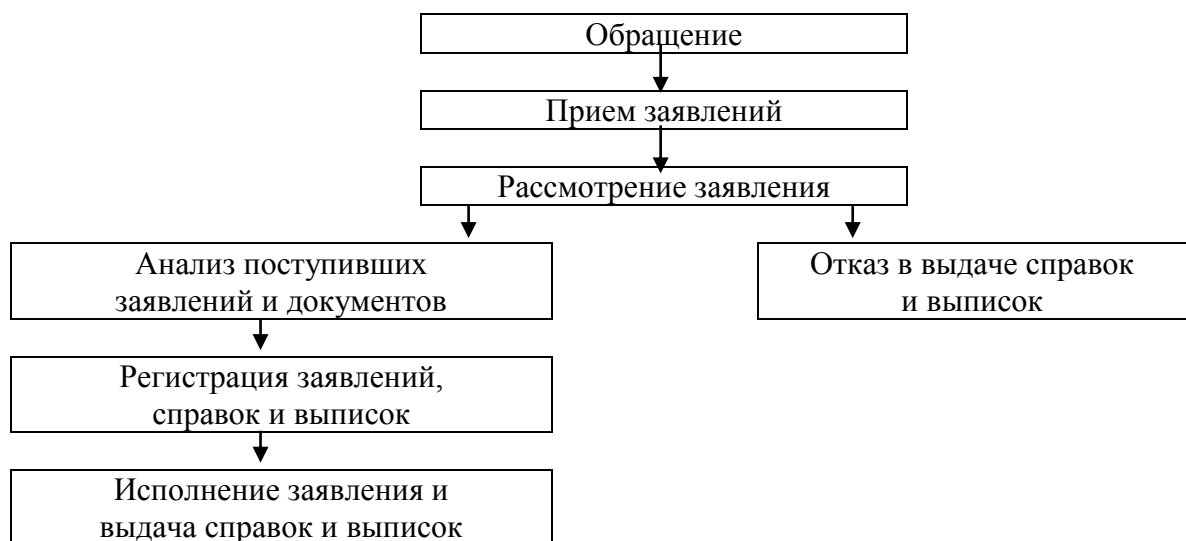 Обращение
Прием заявлений
Рассмотрение заявления
Анализ поступивших
заявлений и документов
Отказ в выдаче справок
и выписок
Регистрация заявлений,
справок и выписок
Исполнение заявления и
выдача справок и выписок